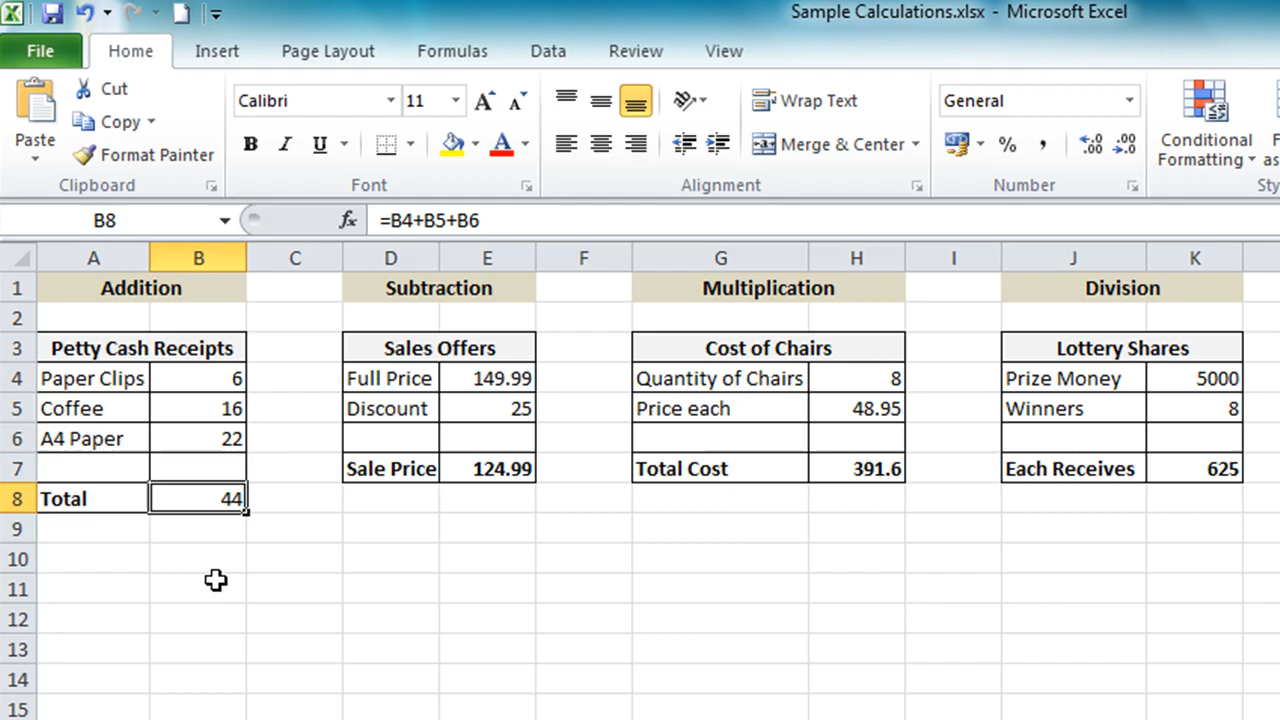 Sample Calculations.xlsx - Microsoft Excel
File Home Insert Page Layout Formulas Data Review View
Paste
Cut
Copy
Format Painter
Clipboard
Calibri 11
B I U A
Font
Wrap Text
Merge & Center
Alignment
General
% , .00 .00
Number
Conditional
Formatting
B8 fx =B4+B5+B6
A B C D E F G H I J K
1 Addition Subtraction Multiplication Division
2
3 Petty Cash Receipts Sales Offers Cost of Chairs Lottery Shares
4 Paper Clips 6 Full Price 149.99 Quantity of Chairs 8 Prize Money 5000
5 Coffee 16 Discount 25 Price each 48.95 Winners 8
6 A4 Paper 22
7 Sale Price 124.99 Total Cost 391.6 Each Receives 625
8 Total 44
9
10
11
12
13
14
15